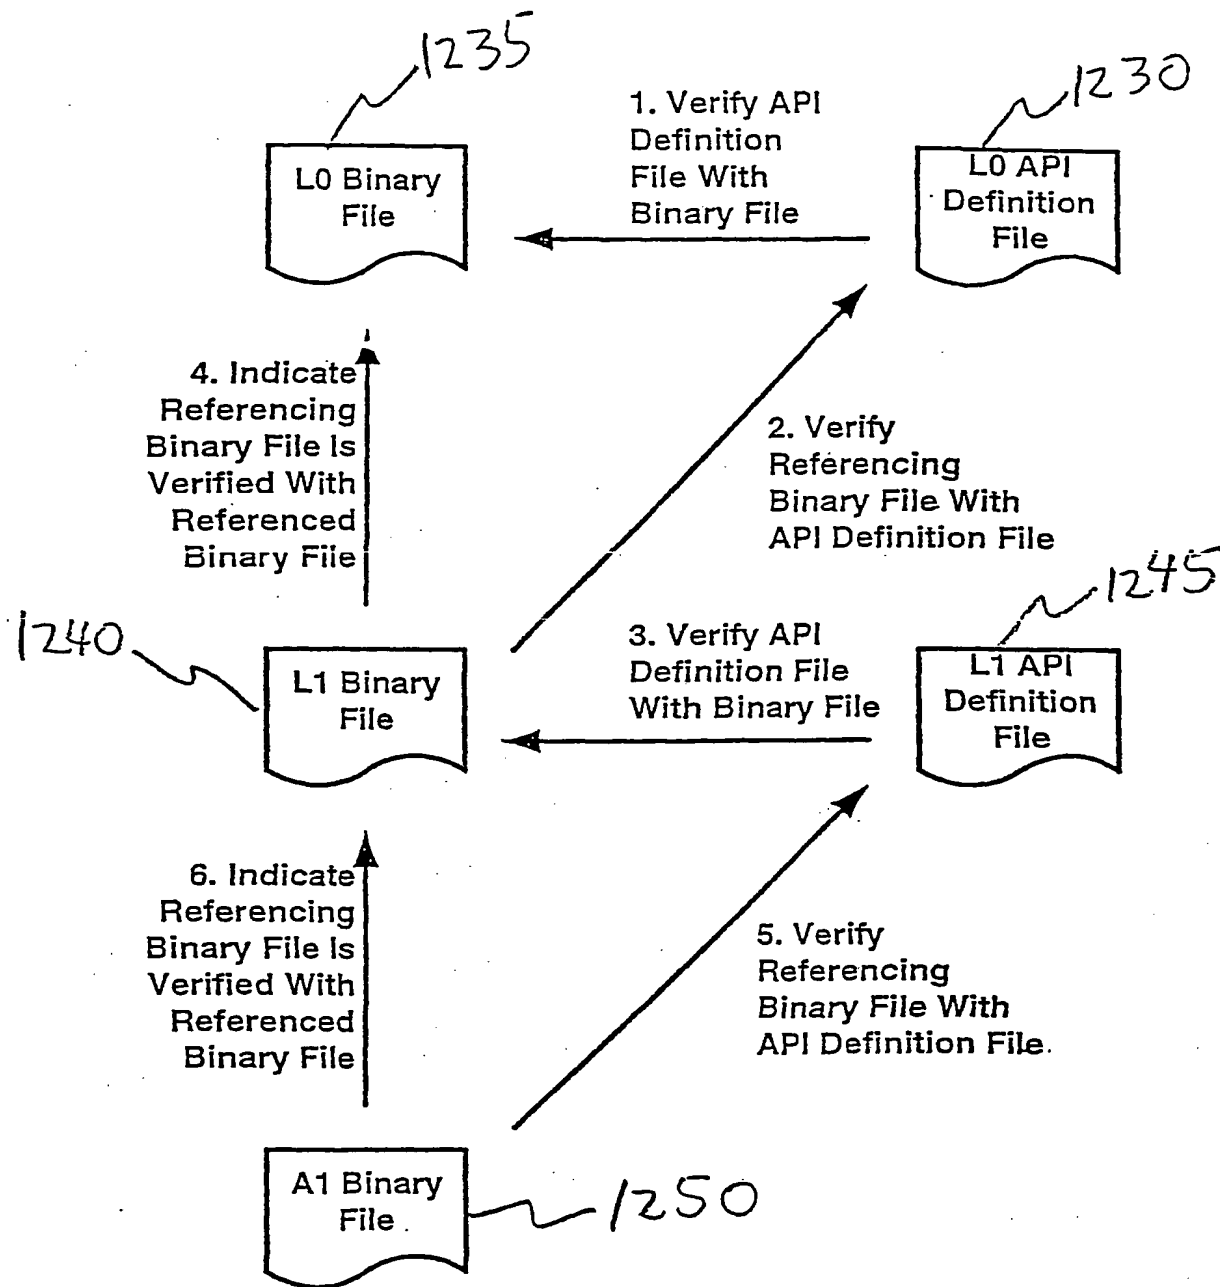 1235
1230
1. Verify API
Definition
File With
Binary File
L0 Binary
File
L0 API
Definition
File
4. Indicate
Referencing
Binary File Is
Verified With
Referenced
Binary File
2. Verify
Referencing
Binary File With
API Definition File
1245
1240
3. Verify API
Definition File
With Binary File
L1 Binary
File
L1 API
Definition
File
6. Indicate
Referencing
Binary File Is
Verified With
Referenced
Binary File
5. Verify
Referencing
Binary File With
API Definition File.
A1 Binary
File
1250